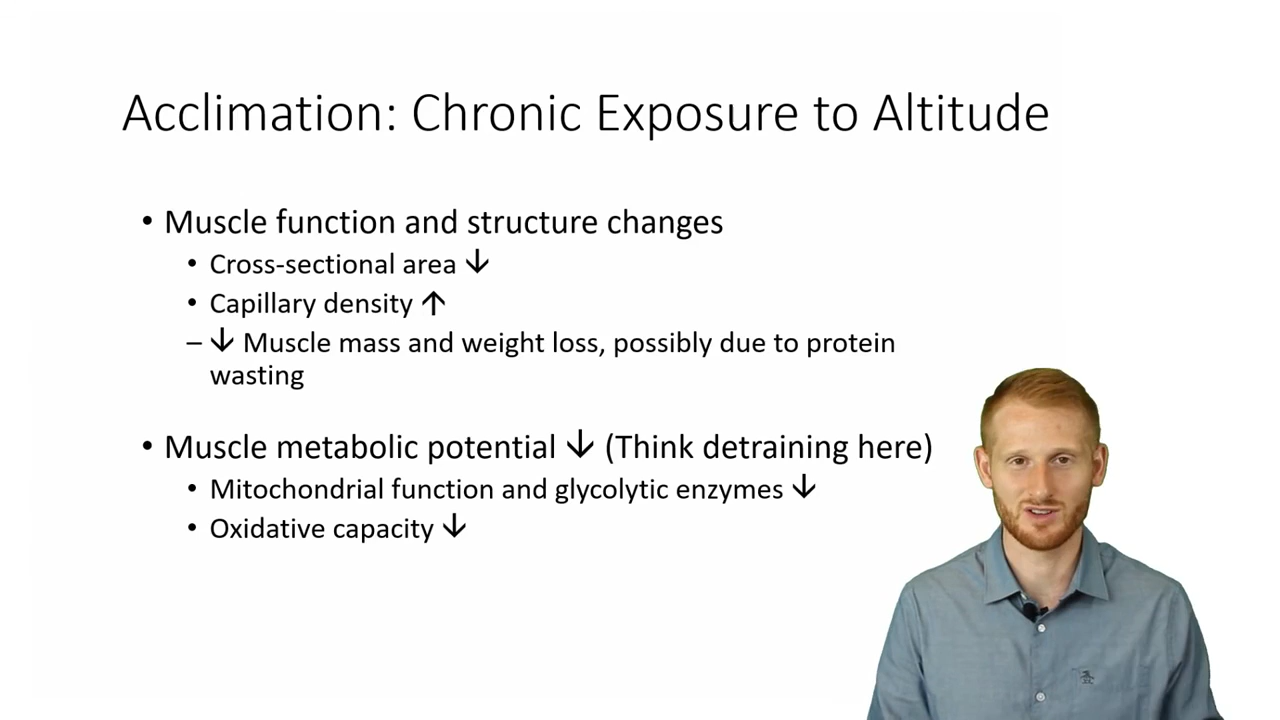 Acclimation: Chronic Exposure to Altitude
• Muscle function and structure changes
• Cross-sectional area ↓
• Capillary density ↑
– ↓ Muscle mass and weight loss, possibly due to protein
wasting
• Muscle metabolic potential ↓ (Think detraining here)
• Mitochondrial function and glycolytic enzymes ↓
• Oxidative capacity ↓